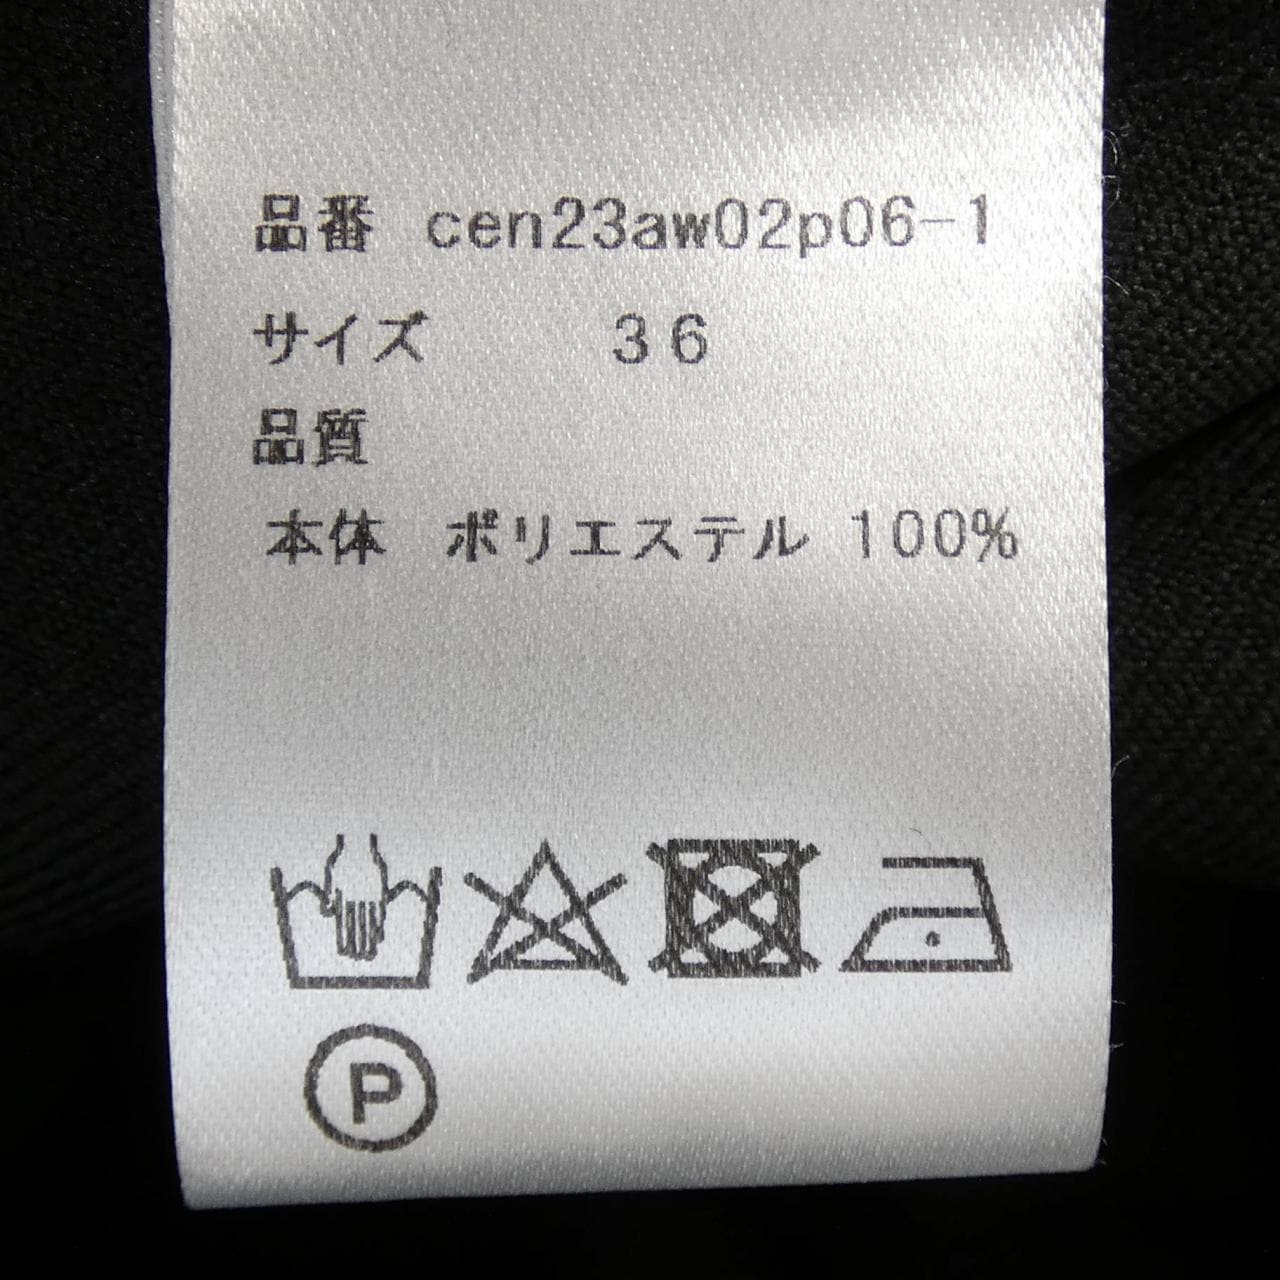 品番 cen23aw02p06-1
サイズ 36
品質
本体 ポリエステル 100%
P